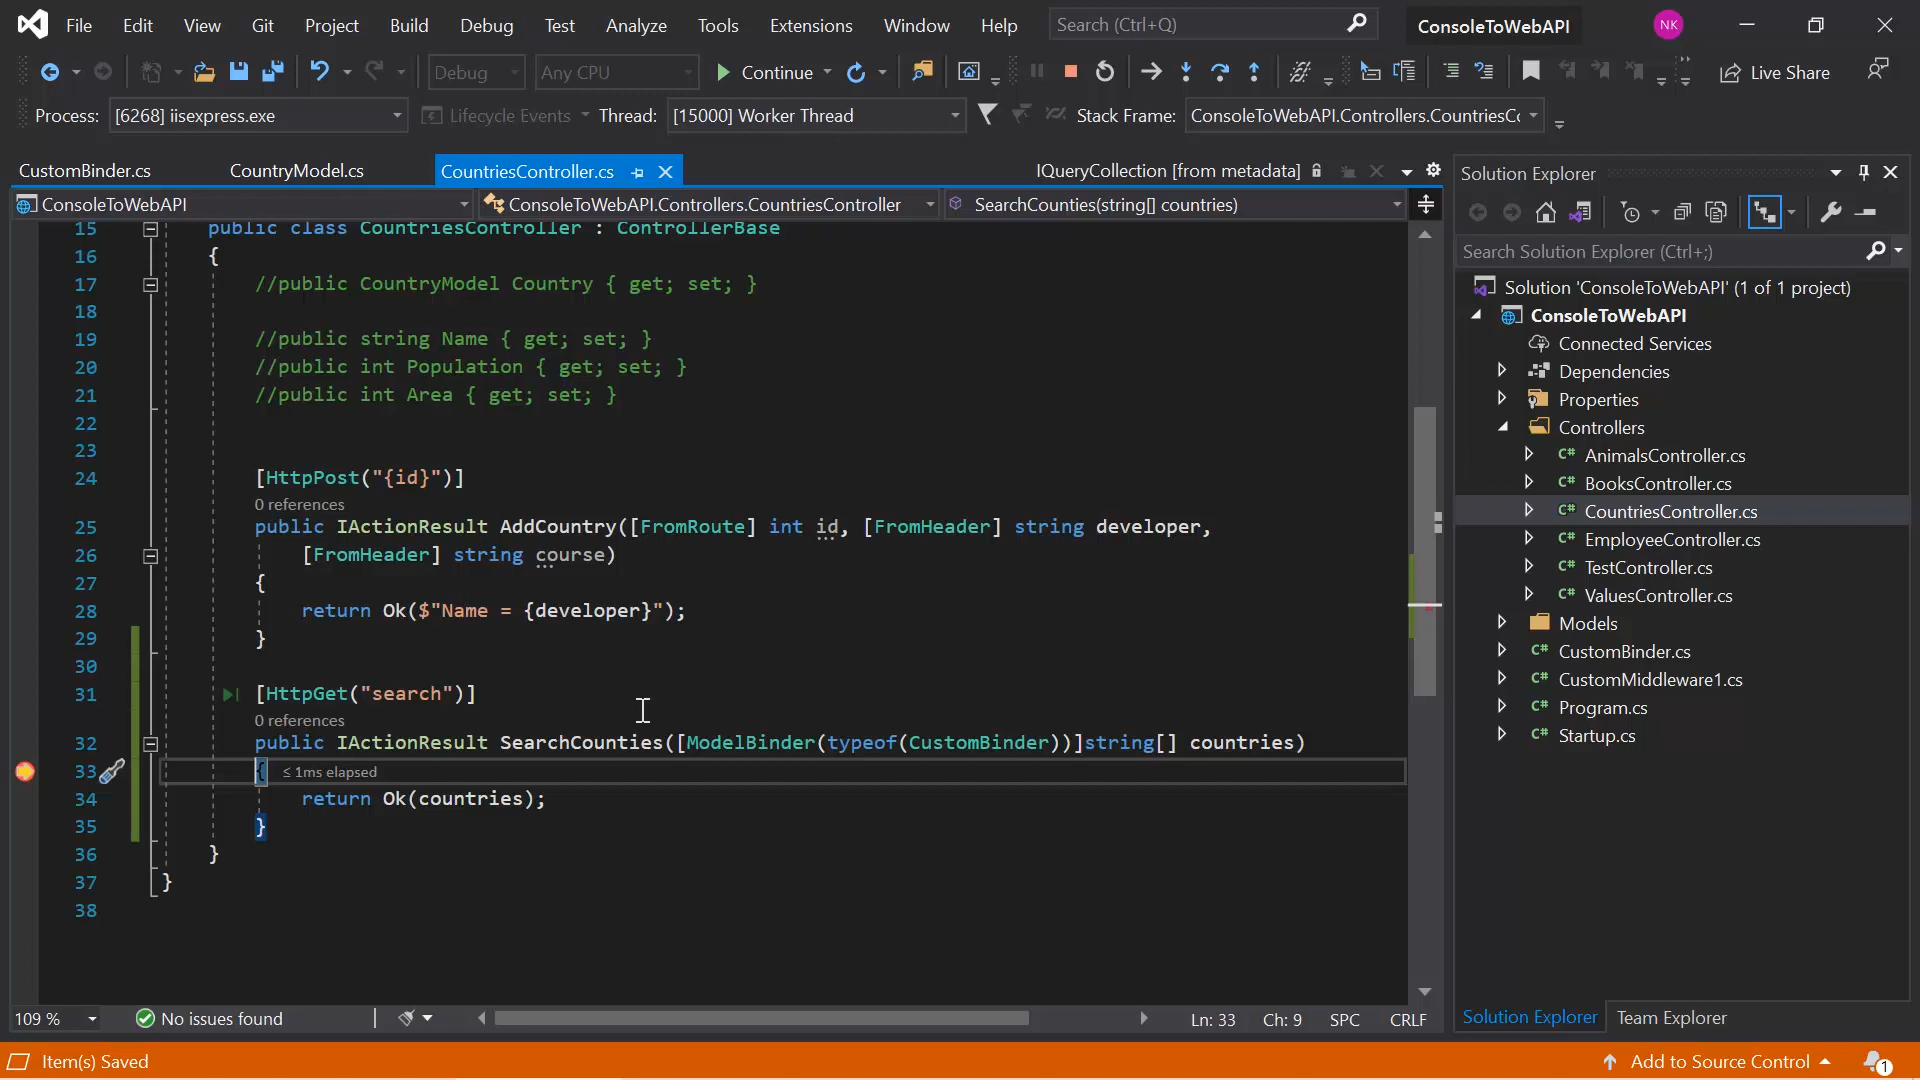 File Edit View Git Project Build Debug Test Analyze Tools Extensions Window Help Search (Ctrl+Q) ConsoleToWebAPI NK
Debug Any CPU Continue Live Share
Process: [6268] iisexpress.exe Lifecycle Events Thread: [15000] Worker Thread Stack Frame: ConsoleToWebAPI.Controllers.CountriesCo
CustomBinder.cs CountryModel.cs CountriesController.cs IQueryCollection [from metadata] Solution Explorer
ConsoleToWebAPI ConsoleToWebAPI.Controllers.CountriesController SearchCounties(string[] countries)
15 public class CountriesController : ControllerBase
16 {
17 //public CountryModel Country { get; set; }
18
19 //public string Name { get; set; }
20 //public int Population { get; set; }
21 //public int Area { get; set; }
22
23
24 [HttpPost("{id}")]
0 references
25 public IActionResult AddCountry([FromRoute] int id, [FromHeader] string developer,
26 [FromHeader] string course)
27 {
28 return Ok($"Name = {developer}");
29 }
30
31 [HttpGet("search")]
0 references
32 public IActionResult SearchCounties([ModelBinder(typeof(CustomBinder))]string[] countries)
33 { ≤ 1ms elapsed
34 return Ok(countries);
35 }
36 }
37 }
38
Search Solution Explorer (Ctrl+;)
Solution 'ConsoleToWebAPI' (1 of 1 project)
ConsoleToWebAPI
Connected Services
Dependencies
Properties
Controllers
C# AnimalsController.cs
C# BooksController.cs
C# CountriesController.cs
C# EmployeeController.cs
C# TestController.cs
C# ValuesController.cs
Models
C# CustomBinder.cs
C# CustomMiddleware1.cs
C# Program.cs
C# Startup.cs
109 % No issues found Ln: 33 Ch: 9 SPC CRLF Solution Explorer Team Explorer
Item(s) Saved Add to Source Control 1